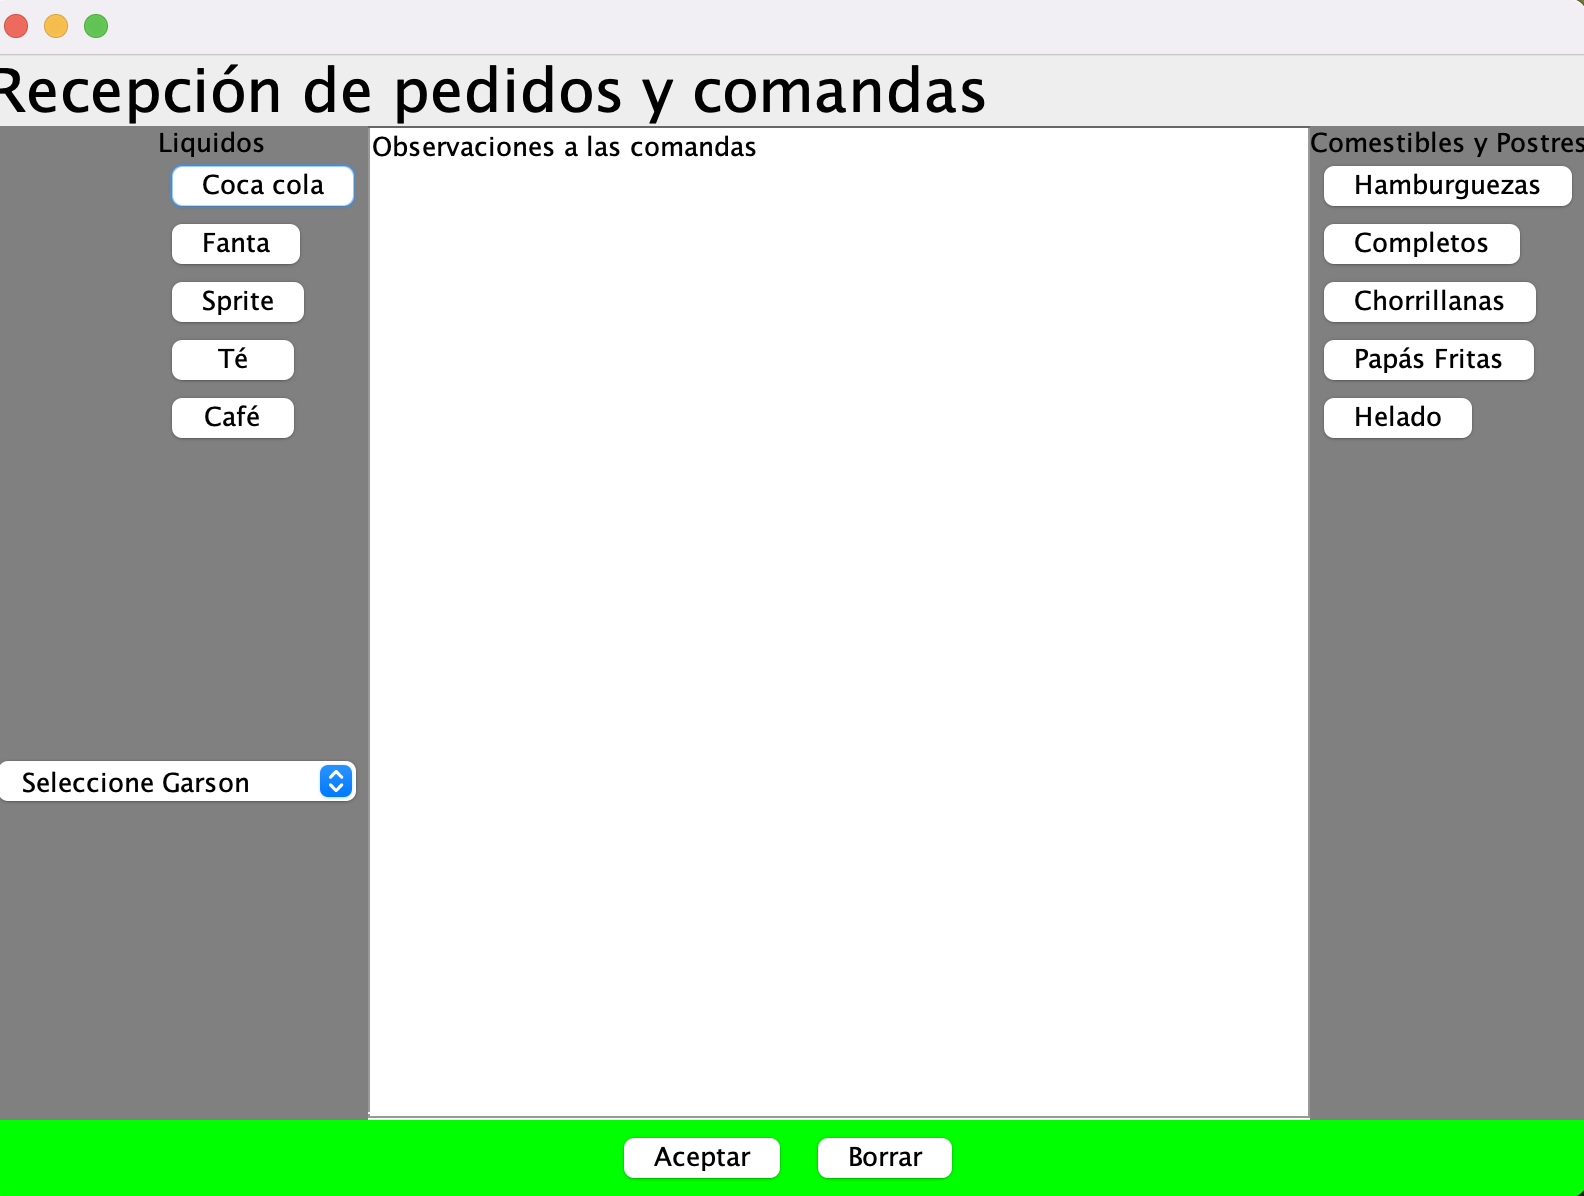 Recepción de pedidos y comandas
Liquidos
Coca cola
Fanta
Sprite
Té
Café
Seleccione Garson
Observaciones a las comandas
Comestibles y Postres
Hamburguezas
Completos
Chorrillanas
Papás Fritas
Helado
Aceptar
Borrar